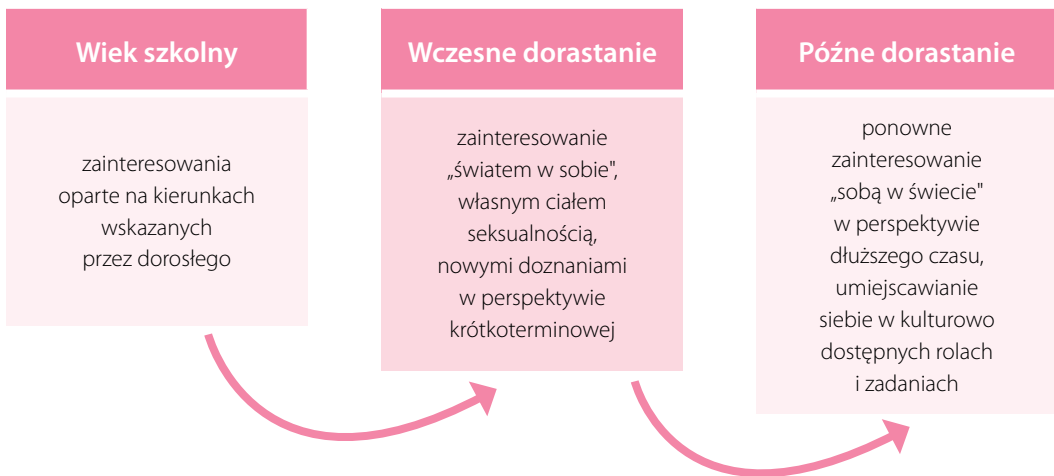 Wiek szkolny
zainteresowania
oparte na kierunkach
wskazanych
przez dorosłego
Wczesne dorastanie
zainteresowanie
„światem w sobie",
własnym ciałem
seksualnością,
nowymi doznaniami
w perspektywie
krótkoterminowej
Późne dorastanie
ponowne
zainteresowanie
„sobą w świecie"
w perspektywie
dłuższego czasu,
umiejscawianie
siebie w kulturowo
dostępnych rolach
i zadaniach